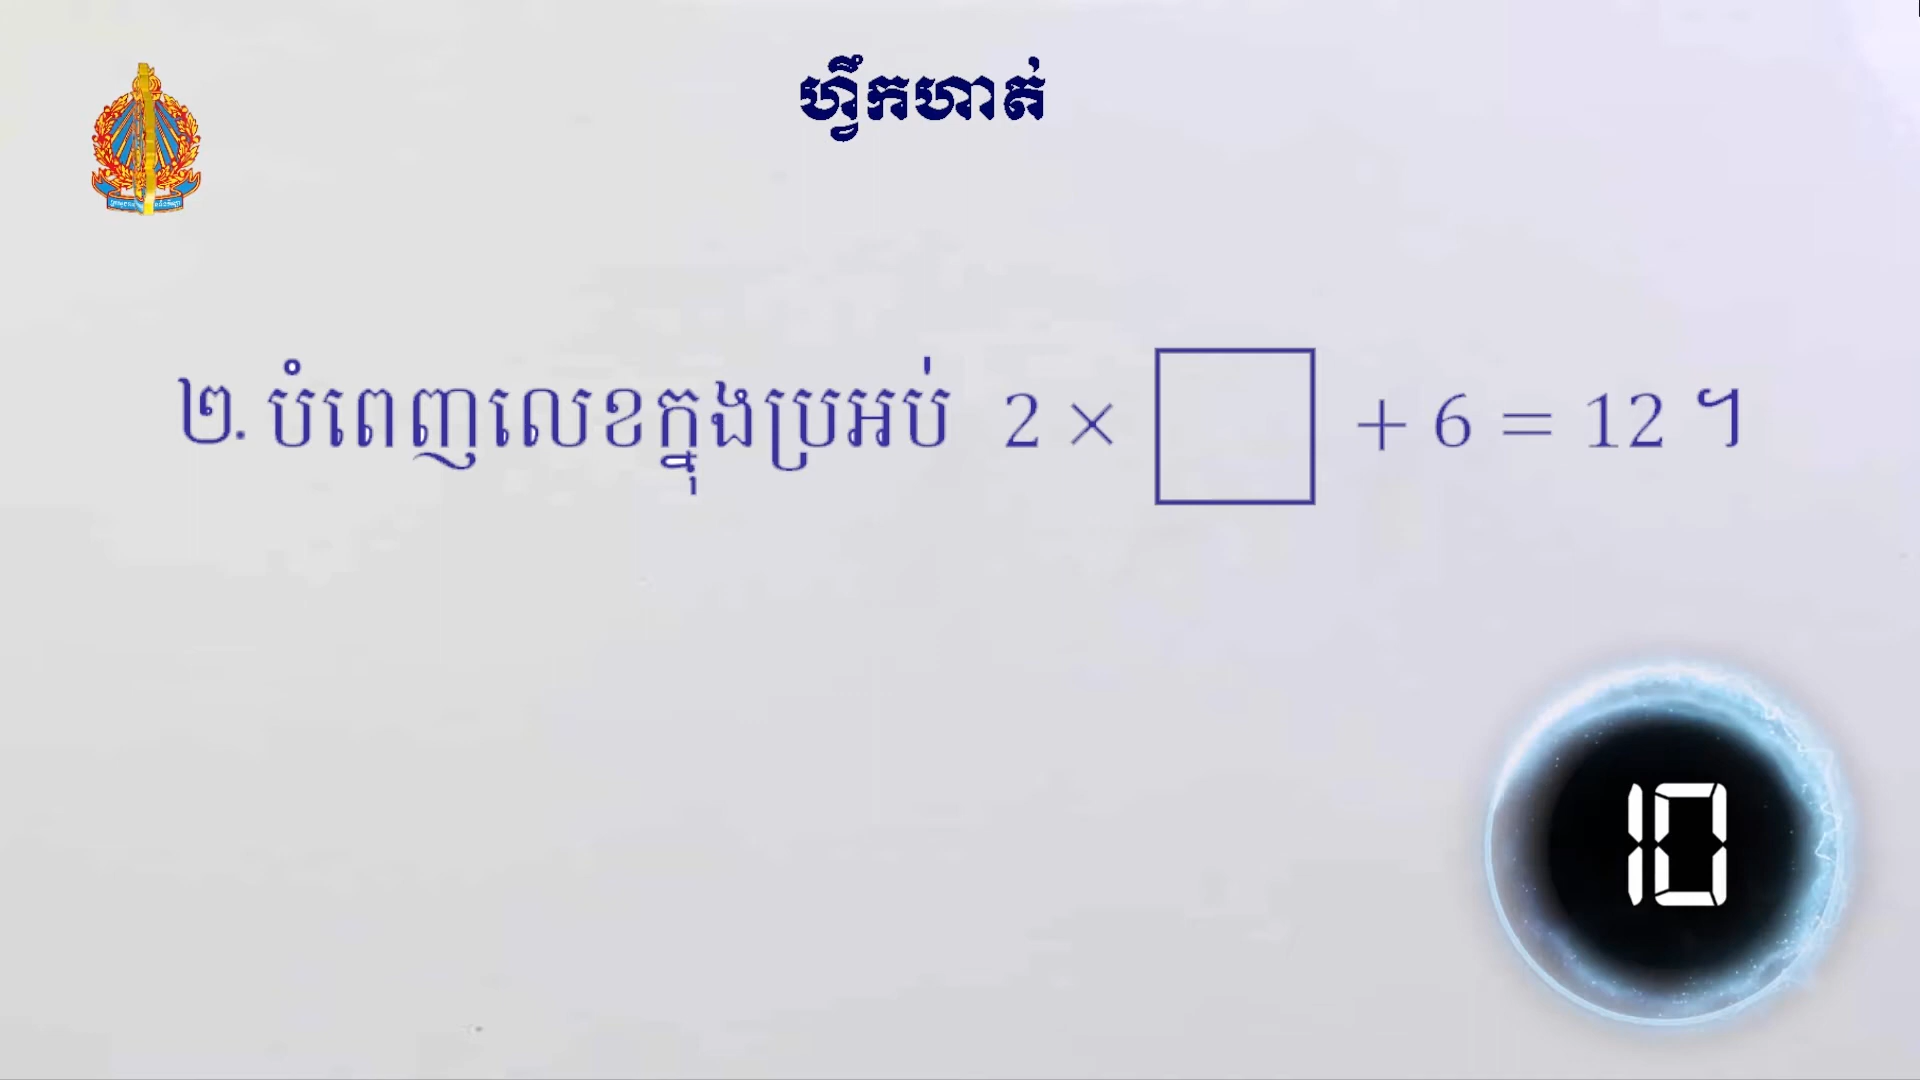 ហ្វឹកហាត់
២. បំពេញលេខក្នុងប្រអប់ 2 × □ + 6 = 12 ។
10